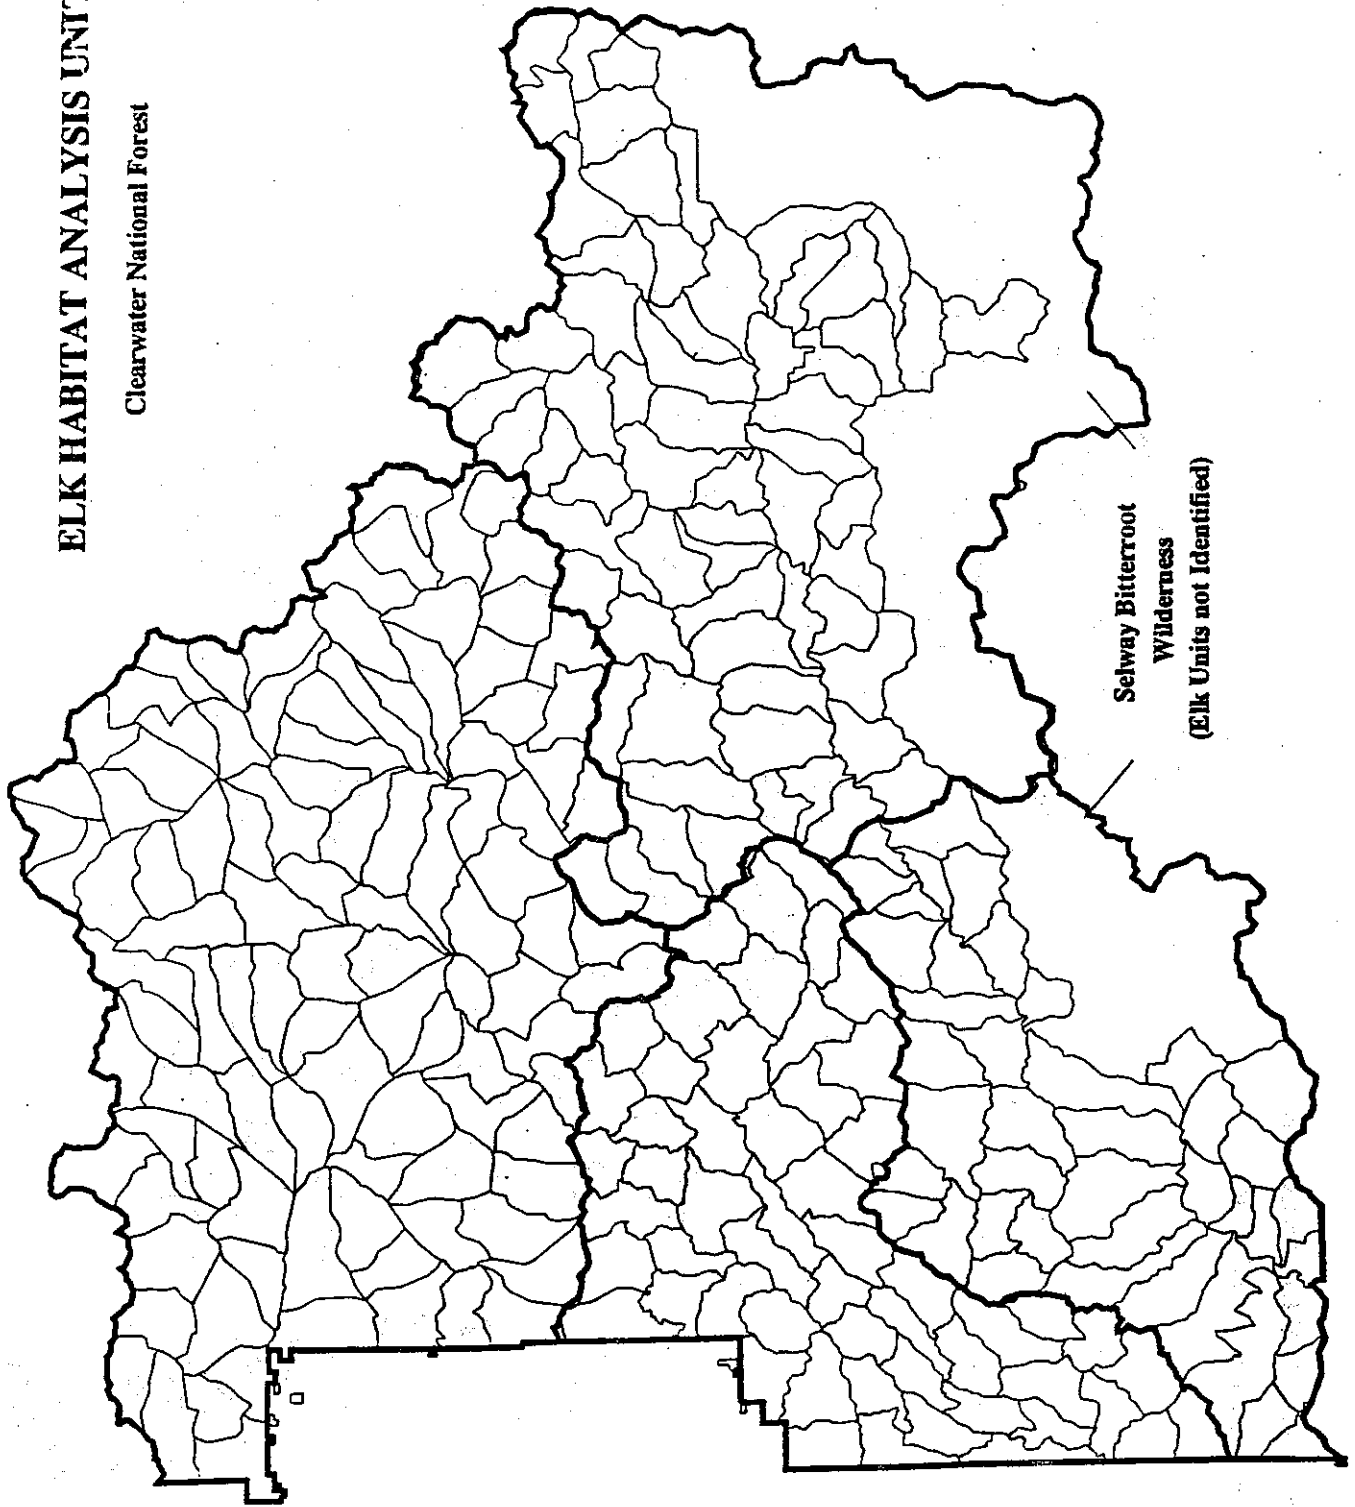 ELK HABITAT ANALYSIS UNIT
Clearwater National Forest
Selway Bitterroot
Wilderness
(Elk Units not Identified)